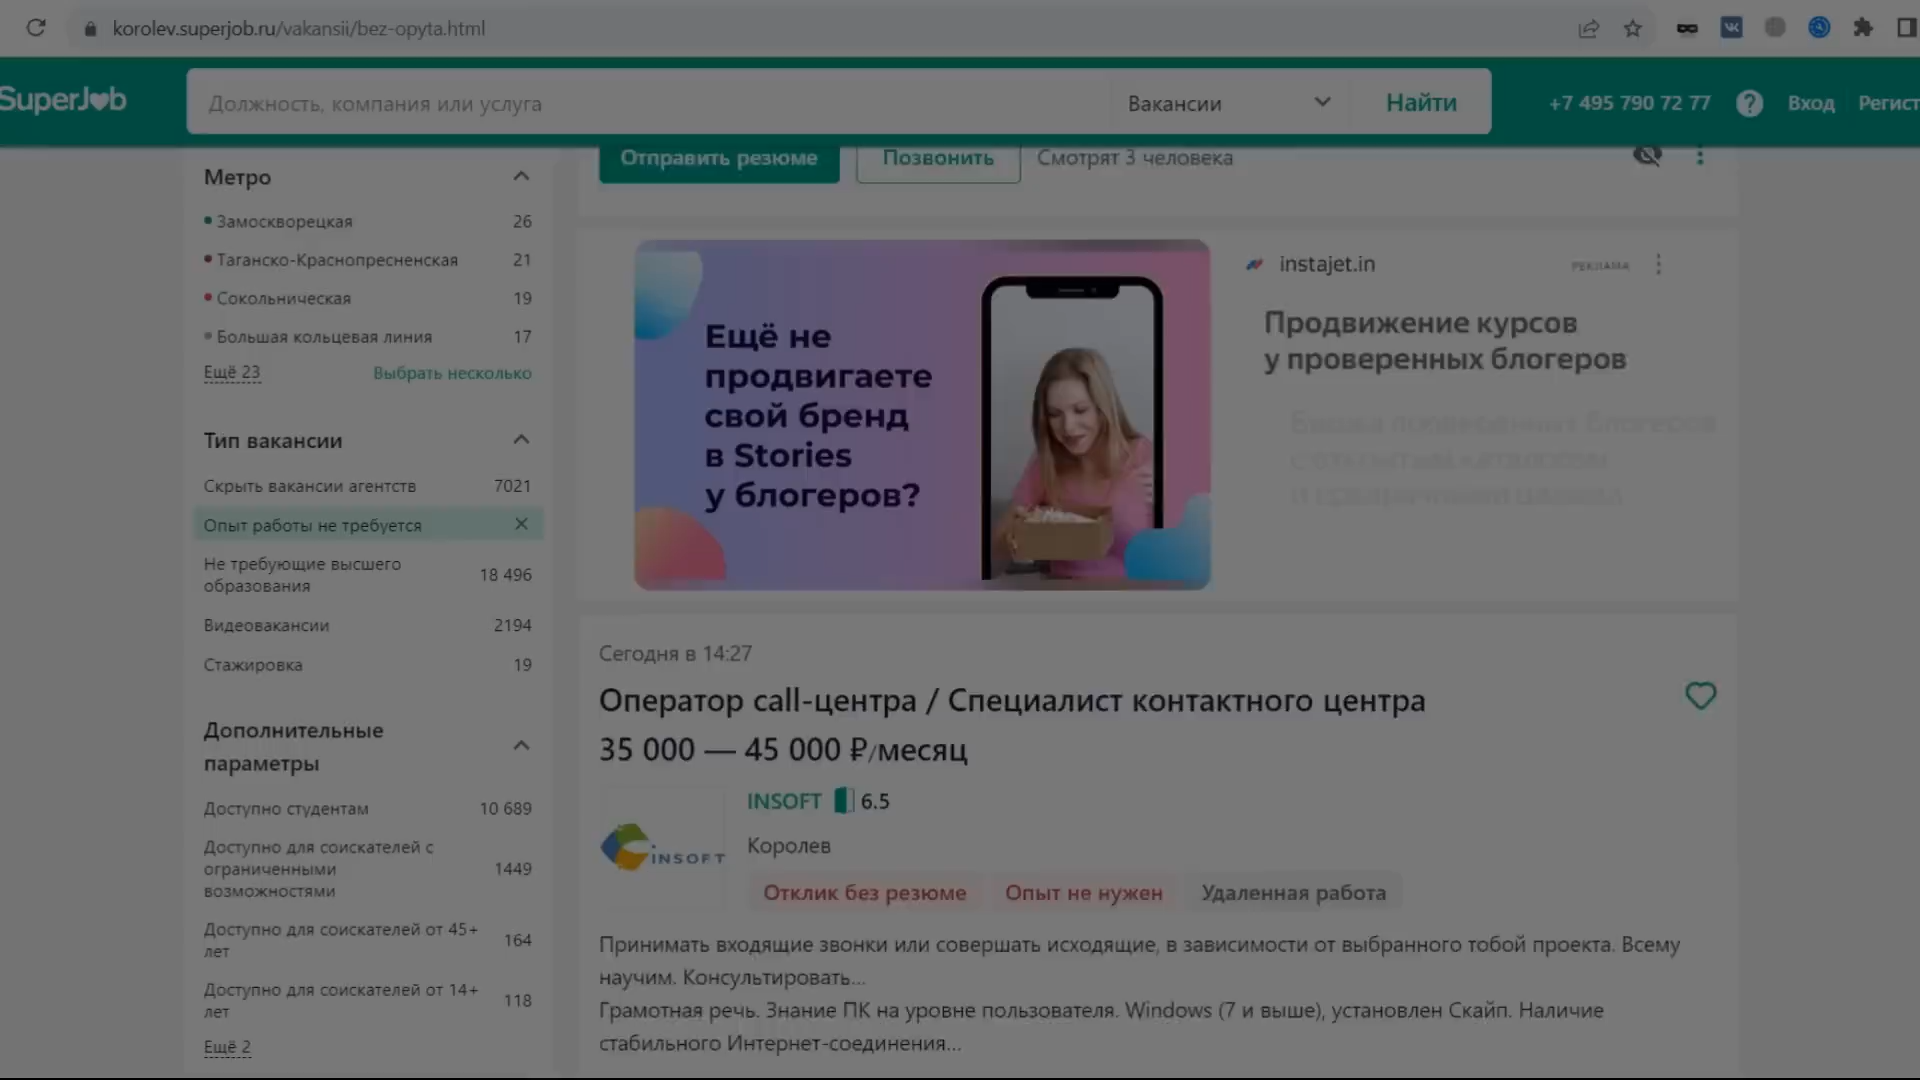 korolev.superjob.ru/vakansii/bez-opyta.html
SuperJob
Должность, компания или услуга
Вакансии
Найти
+7 495 790 72 77
?
Вход
Регист
Метро
Замоскворецкая 26
Таганско-Краснопресненская 21
Сокольническая 19
Большая кольцевая линия 17
Ещё 23
Выбрать несколько
Тип вакансии
Скрыть вакансии агентств 7021
Опыт работы не требуется
Не требующие высшего
образования
18 496
Видеовакансии 2194
Стажировка 19
Дополнительные
параметры
Доступно студентам 10 689
Доступно для соискателей с
ограниченными
возможностями
1449
Доступно для соискателей от 45+
лет
164
Доступно для соискателей от 14+
лет
118
Ещё 2
Отправить резюме
Позвонить
Смотрят 3 человека
Ещё не
продвигаете
свой бренд
в Stories
у блогеров?
instajet.in
РЕКЛАМА
Продвижение курсов
у проверенных блогеров
Сегодня в 14:27
Оператор call-центра / Специалист контактного центра
35 000 — 45 000 ₽/месяц
INSOFT
INSOFT 6.5
Королев
Отклик без резюме
Опыт не нужен
Удаленная работа
Принимать входящие звонки или совершать исходящие, в зависимости от выбранного тобой проекта. Всему
научим. Консультировать...
Грамотная речь. Знание ПК на уровне пользователя. Windows (7 и выше), установлен Скайп. Наличие
стабильного Интернет-соединения...